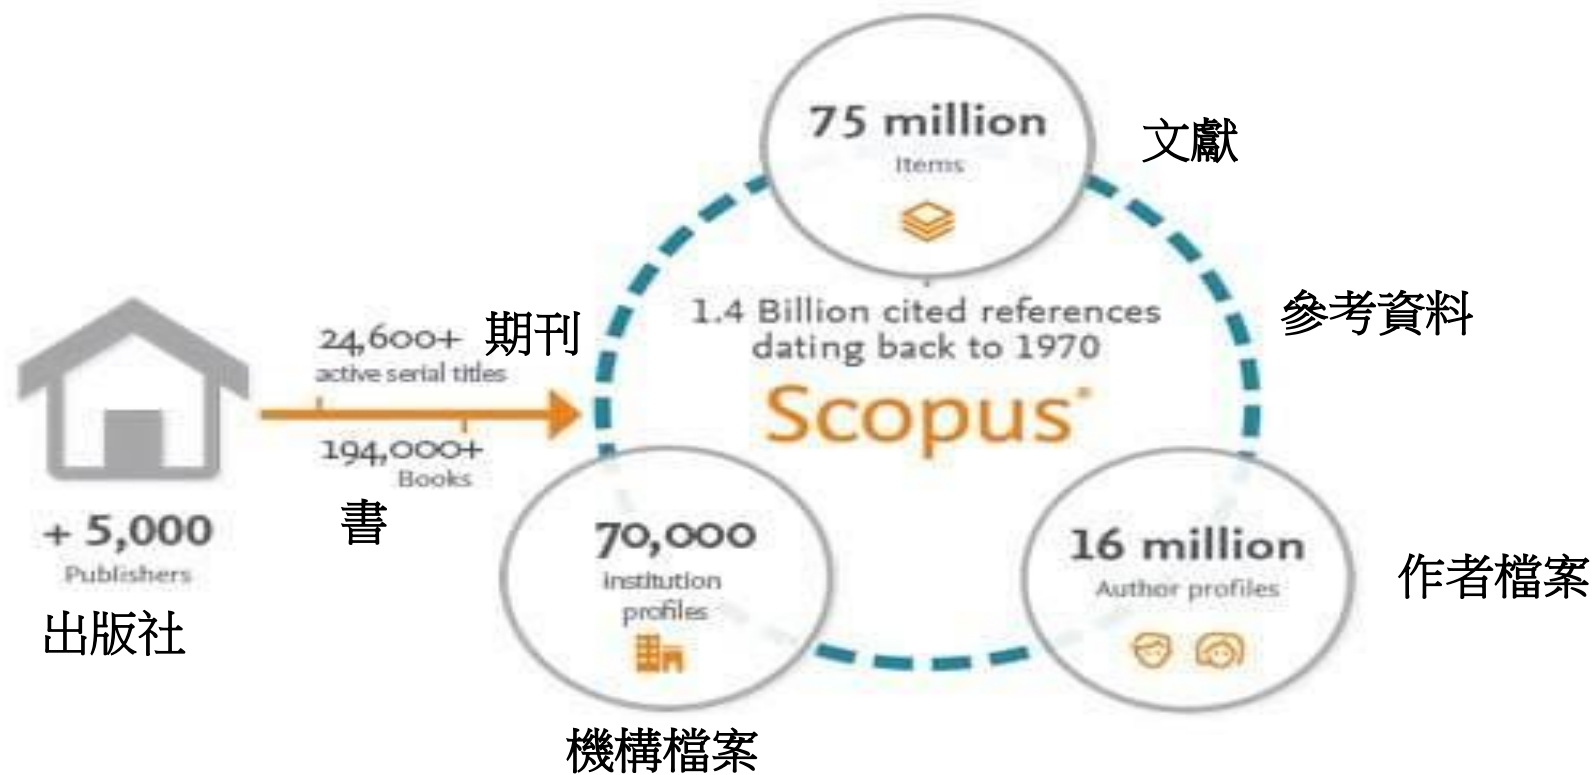 75 million
Items
文獻
1.4 Billion cited references
dating back to 1970
參考資料
Scopus®
24,600+
期刊
active serial titles
194,000+
Books
書
+ 5,000
Publishers
出版社
70,000
institution
profiles
機構檔案
16 million
Author profiles
作者檔案